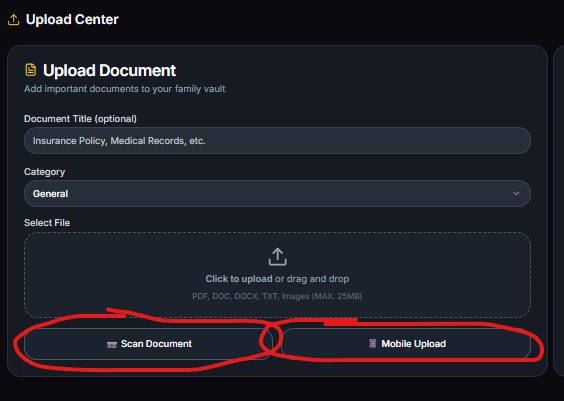 Upload Center
Upload Document
Add important documents to your family vault
Document Title (optional)
Insurance Policy, Medical Records, etc.
Category
General
Select File
Click to upload or drag and drop
PDF, DOC, DOCX, TXT, Images (MAX. 25MB)
Scan Document
Mobile Upload